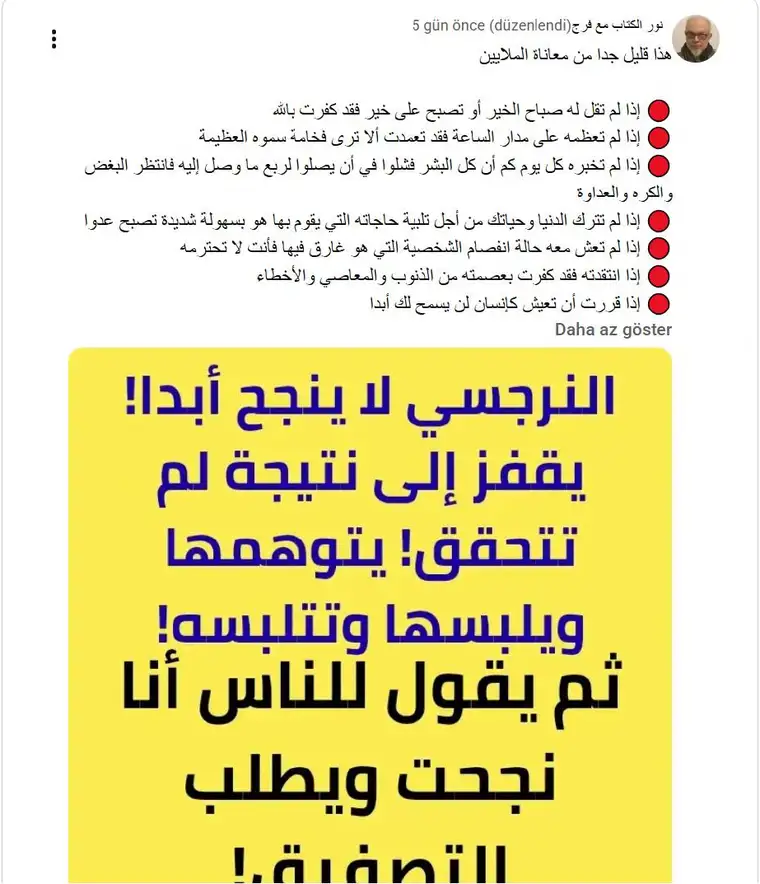 نور الكتاب مع فرج(düzenlendi) 5 gün önce
هذا قليل جدا من معاناة الملايين
🔴 إذا لم تقل له صباح الخير أو تصبح على خير فقد كفرت بالله
🔴 إذا لم تعظمه على مدار الساعة فقد تعمدت ألا ترى فخامة سموه العظيمة
🔴 إذا لم تخبره كل يوم كم أن كل البشر فشلوا في أن يصلوا لربع ما وصل إليه فانتظر البغض
والكره والعداوة
🔴 إذا لم تترك الدنيا وحياتك من أجل تلبية حاجاته التي يقوم بها هو بسهولة شديدة تصبح عدوا
🔴 إذا لم تعش معه حالة انفصام الشخصية التي هو غارق فيها فأنت لا تحترمه
🔴 إذا انتقدته فقد كفرت بعصمته من الذنوب والمعاصي والأخطاء
🔴 إذا قررت أن تعيش كإنسان لن يسمح لك أبدا
Daha az göster
النرجسي لا ينجح أبدا!
يقفز إلى نتيجة لم
تتحقق! يتوهمها
ويلبسها وتتلبسه!
ثم يقول للناس أنا
نجحت ويطلب
التصفيق!